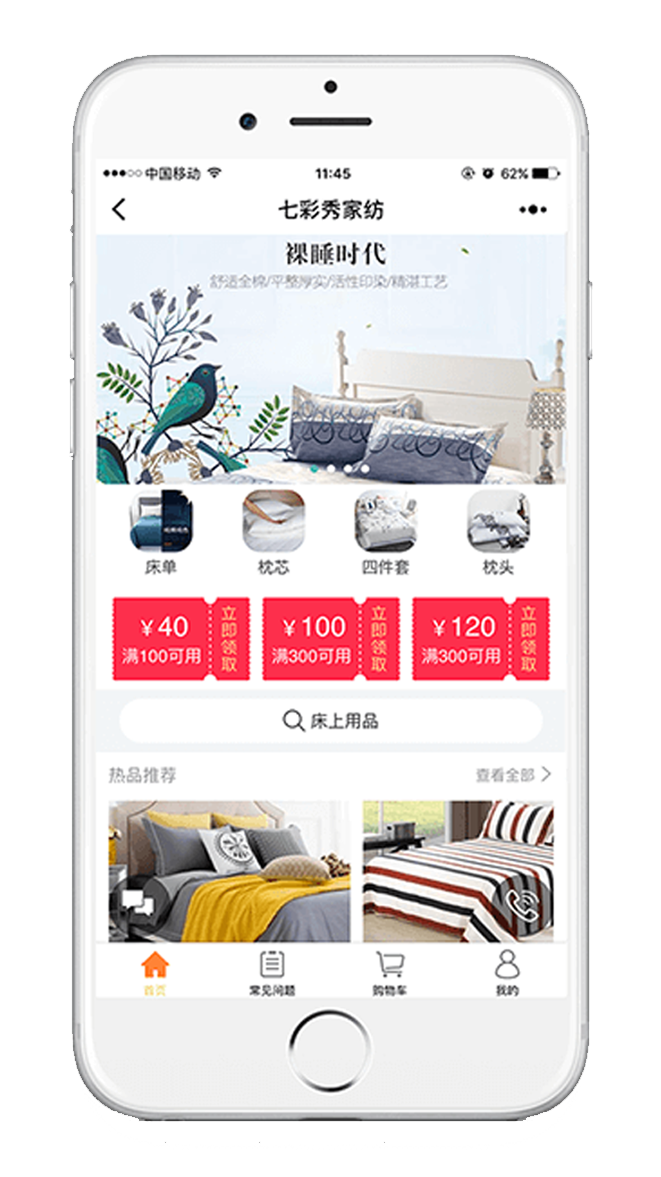 中国移动 11:45 62%
七彩秀家纺
裸睡时代
舒适全棉/平整厚实/活性印染/精湛工艺
床单 枕芯 四件套 枕头
¥40 满100可用 立即领取
¥100 满300可用 立即领取
¥120 满300可用 立即领取
床上用品
热品推荐 查看全部
首页 常见问题 购物车 我的